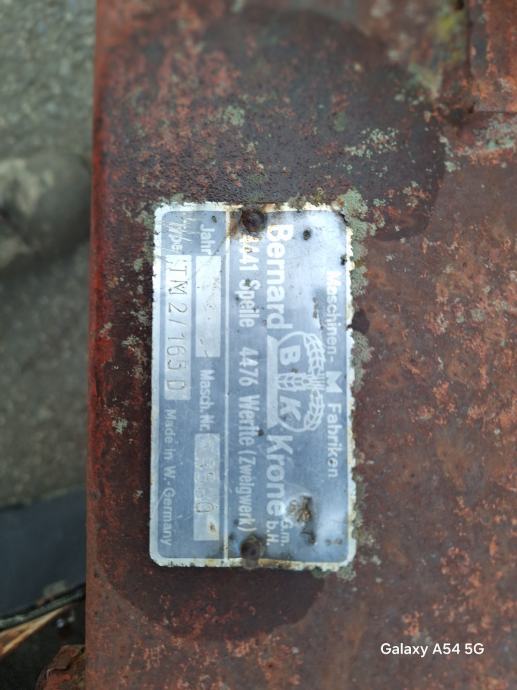 Maschinen- Fabriken
Bernard BK Krone G.m.b.H.
4441 Spelle 4476 Werlte (Zweigwerk)
Jahr Masch.Nr.
Type TM 2/165 D Made in W.-Germany
Galaxy A54 5G